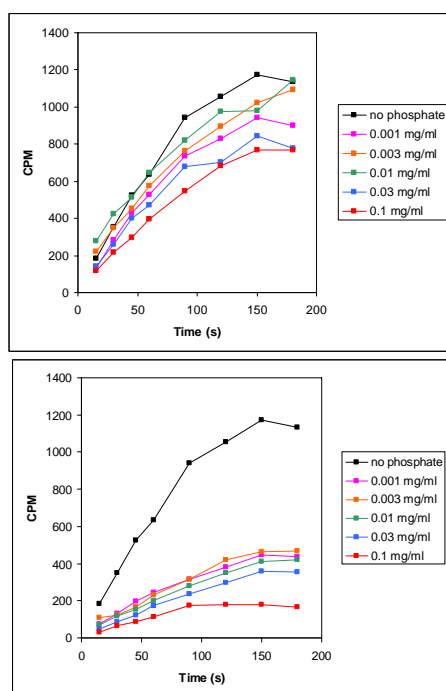 1400
1200
1000
800
600
400
200
0
CPM
0 50 100 150 200
Time (s)
no phosphate
0.001 mg/ml
0.003 mg/ml
0.01 mg/ml
0.03 mg/ml
0.1 mg/ml
1400
1200
1000
800
600
400
200
0
CPM
0 50 100 150 200
Time (s)
no phosphate
0.001 mg/ml
0.003 mg/ml
0.01 mg/ml
0.03 mg/ml
0.1 mg/ml